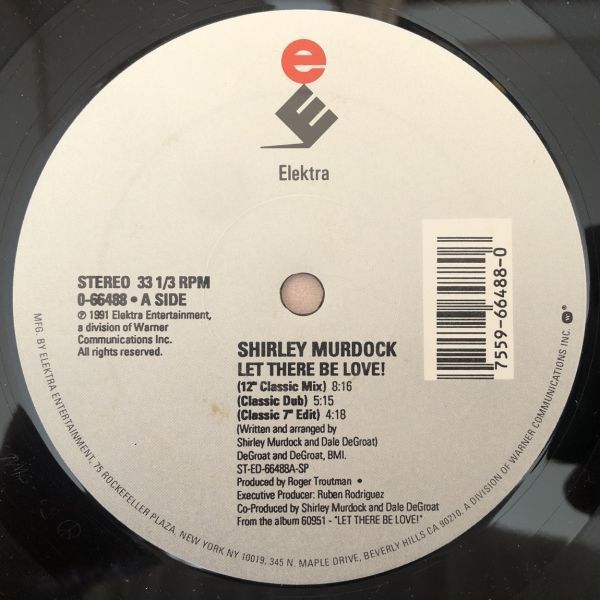 e
E
Elektra
STEREO 33 1/3 RPM
0-66488 • A SIDE
℗ 1991 Elektra Entertainment,
a division of Warner
Communications Inc.
All rights reserved.
7559-66488-0
SHIRLEY MURDOCK
LET THERE BE LOVE!
(12" Classic Mix) 8:16
(Classic Dub) 5:15
(Classic 7" Edit) 4:18
(Written and arranged by
Shirley Murdock and Dale DeGroat)
DeGroat and DeGroat, BMI.
ST-ED-66488A-SP
Produced by Roger Troutman •
Executive Producer: Ruben Rodriguez
Co-Produced by Shirley Murdock and Dale DeGroat
From the album 60951 - "LET THERE BE LOVE!"
MFG. BY ELEKTRA ENTERTAINMENT, 75 ROCKEFELLER PLAZA, NEW YORK NY 10019, 345 N. MAPLE DRIVE, BEVERLY HILLS CA 90210, A DIVISION OF WARNER COMMUNICATIONS INC. W ®